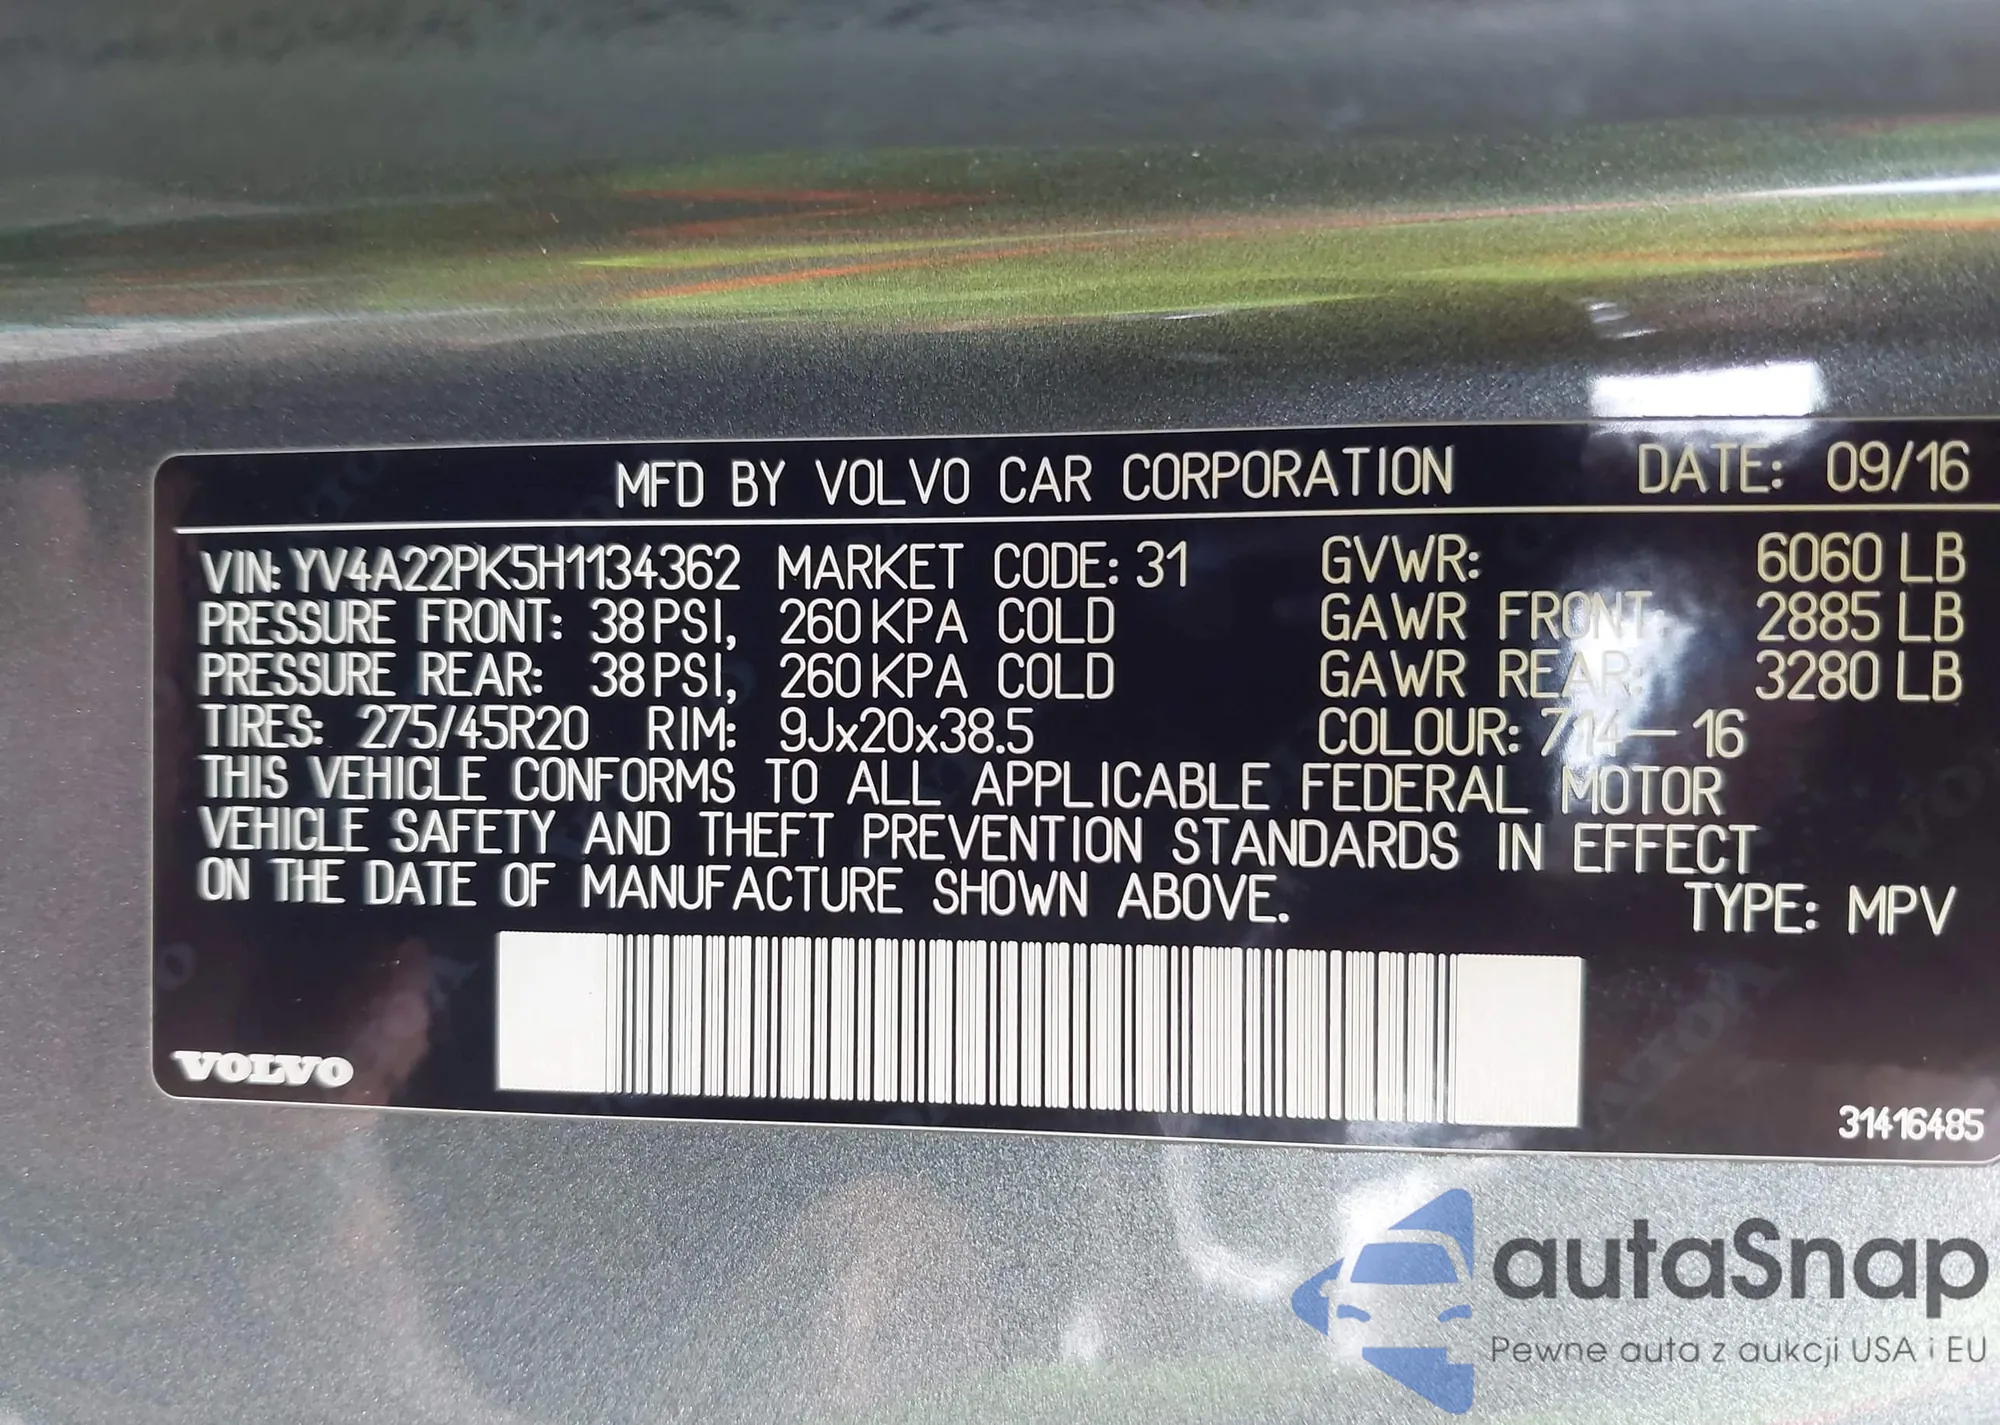 MFD BY VOLVO CAR CORPORATION DATE: 09/16
VIN: YV4A22PK5H1134362 MARKET CODE: 31 GVWR: 6060 LB
PRESSURE FRONT: 38 PSI, 260 KPA COLD GAWR FRONT: 2885 LB
PRESSURE REAR: 38 PSI, 260 KPA COLD GAWR REAR: 3280 LB
TIRES: 275/45R20 RIM: 9Jx20x38.5 COLOUR: 714-16
THIS VEHICLE CONFORMS TO ALL APPLICABLE FEDERAL MOTOR
VEHICLE SAFETY AND THEFT PREVENTION STANDARDS IN EFFECT
ON THE DATE OF MANUFACTURE SHOWN ABOVE.
TYPE: MPV
VOLVO
31416485
autaSnap
Pewne auta z aukcji USA i EU